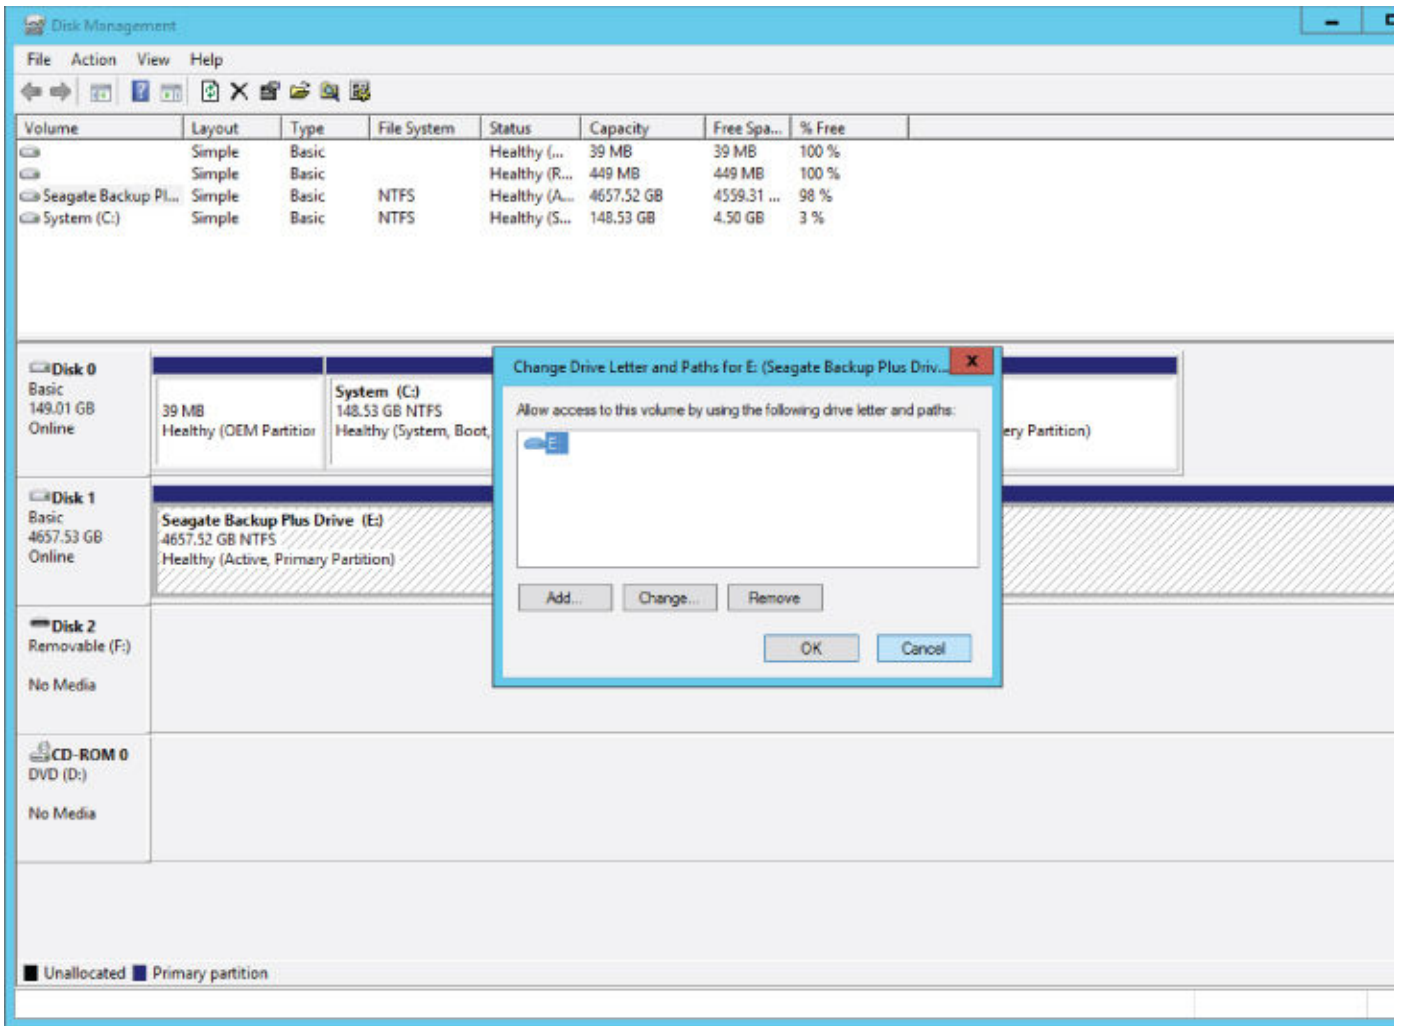 Disk Management
File Action View Help
Volume Layout Type File System Status Capacity Free Spa... % Free
Simple Basic Healthy (... 39 MB 39 MB 100 %
Simple Basic Healthy (R... 449 MB 449 MB 100 %
Seagate Backup Pl... Simple Basic NTFS Healthy (A... 4657.52 GB 4559.31 ... 98 %
System (C:) Simple Basic NTFS Healthy (S... 148.53 GB 4.50 GB 3 %
Disk 0
Basic
149.01 GB
Online
39 MB
Healthy (OEM Partition
System (C:)
148.53 GB NTFS
Healthy (System, Boot,
ery Partition)
Change Drive Letter and Paths for E: (Seagate Backup Plus Driv...
x
Allow access to this volume by using the following drive letter and paths:
E:
Add... Change... Remove
OK Cancel
Disk 1
Basic
4657.53 GB
Online
Seagate Backup Plus Drive (E:)
4657.52 GB NTFS
Healthy (Active, Primary Partition)
Disk 2
Removable (F:)
No Media
CD-ROM 0
DVD (D:)
No Media
Unallocated Primary partition